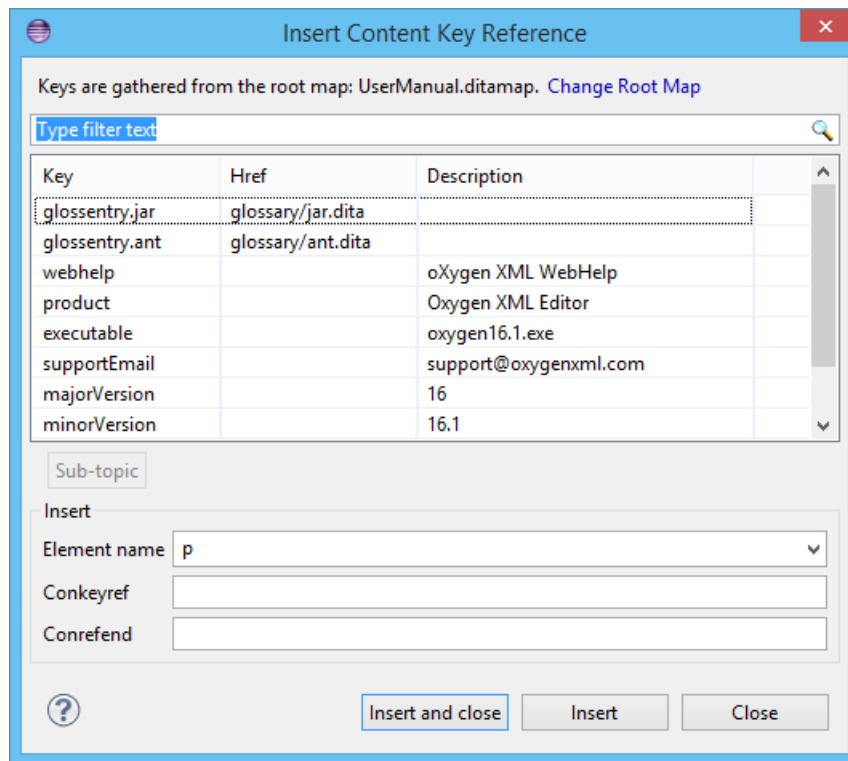 Insert Content Key Reference
Keys are gathered from the root map: UserManual.ditamap. Change Root Map
Type filter text
Key Href Description
glossentry.jar glossary/jar.dita
glossentry.ant glossary/ant.dita
webhelp oXygen XML WebHelp
product Oxygen XML Editor
executable oxygen16.1.exe
supportEmail support@oxygenxml.com
majorVersion 16
minorVersion 16.1
Sub-topic
Insert
Element name p
Conkeyref
Conrefend
Insert and close Insert Close